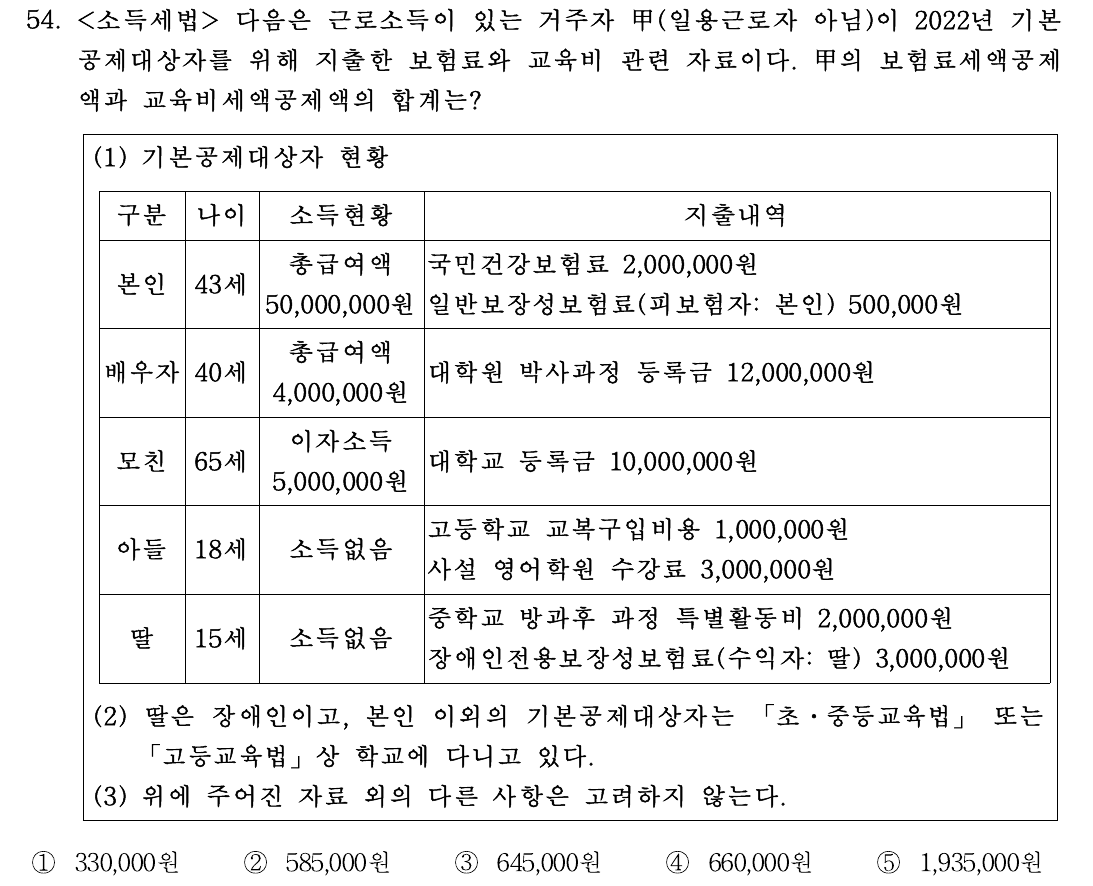 54. <소득세법> 다음은 근로소득이 있는 거주자 甲(일용근로자 아님)이 2022년 기본
공제대상자를 위해 지출한 보험료와 교육비 관련 자료이다. 甲의 보험료세액공제
액과 교육비세액공제액의 합계는?
(1) 기본공제대상자 현황
구분 나이 소득현황 지출내역
본인 43세 총급여액 50,000,000원 국민건강보험료 2,000,000원
일반보장성보험료(피보험자: 본인) 500,000원
배우자 40세 총급여액 4,000,000원 대학원 박사과정 등록금 12,000,000원
모친 65세 이자소득 5,000,000원 대학교 등록금 10,000,000원
아들 18세 소득없음 고등학교 교복구입비용 1,000,000원
사설 영어학원 수강료 3,000,000원
딸 15세 소득없음 중학교 방과후 과정 특별활동비 2,000,000원
장애인전용보장성보험료(수익자: 딸) 3,000,000원
(2) 딸은 장애인이고, 본인 이외의 기본공제대상자는 「초・중등교육법」 또는
「고등교육법」상 학교에 다니고 있다.
(3) 위에 주어진 자료 외의 다른 사항은 고려하지 않는다.
① 330,000원 ② 585,000원 ③ 645,000원 ④ 660,000원 ⑤ 1,935,000원